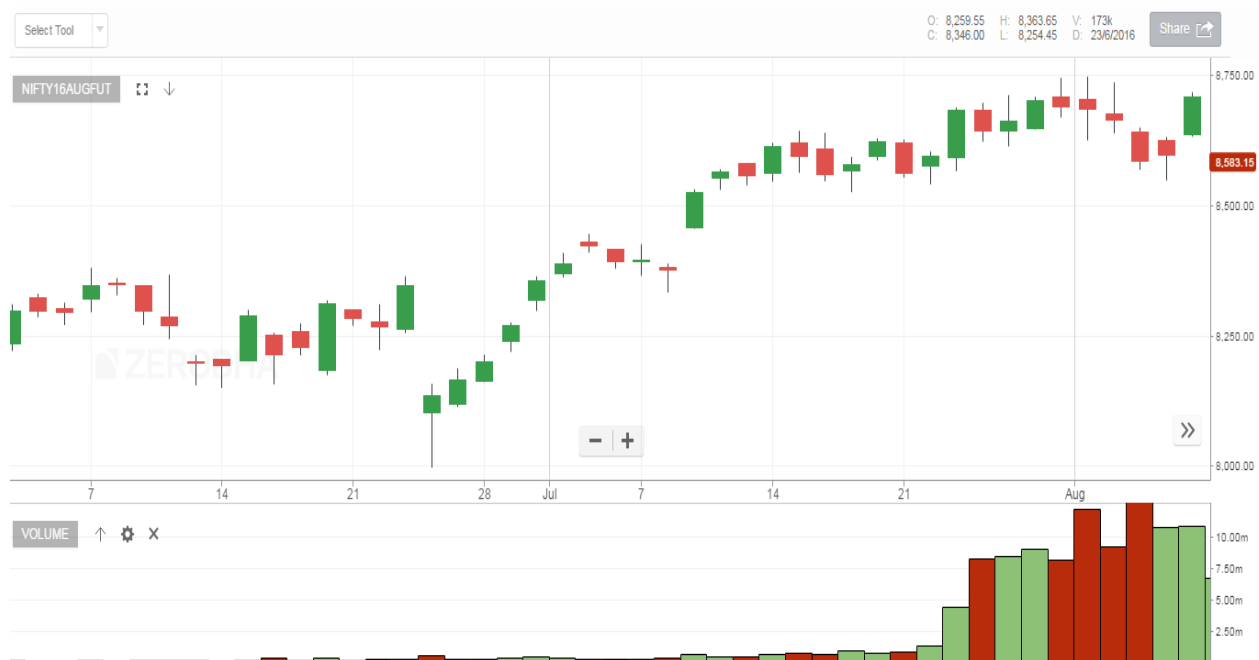 Select Tool
O: 8,259.55 H: 8,363.65 V: 173k
C: 8,346.00 L: 8,254.45 D: 23/6/2016
Share
NIFTY16AUGFUT
8,750.00
8,583.15
8,500.00
8,250.00
ZERODHA
8,000.00
7 14 21 28 Jul 7 14 21 Aug
VOLUME
10.00m
7.50m
5.00m
2.50m